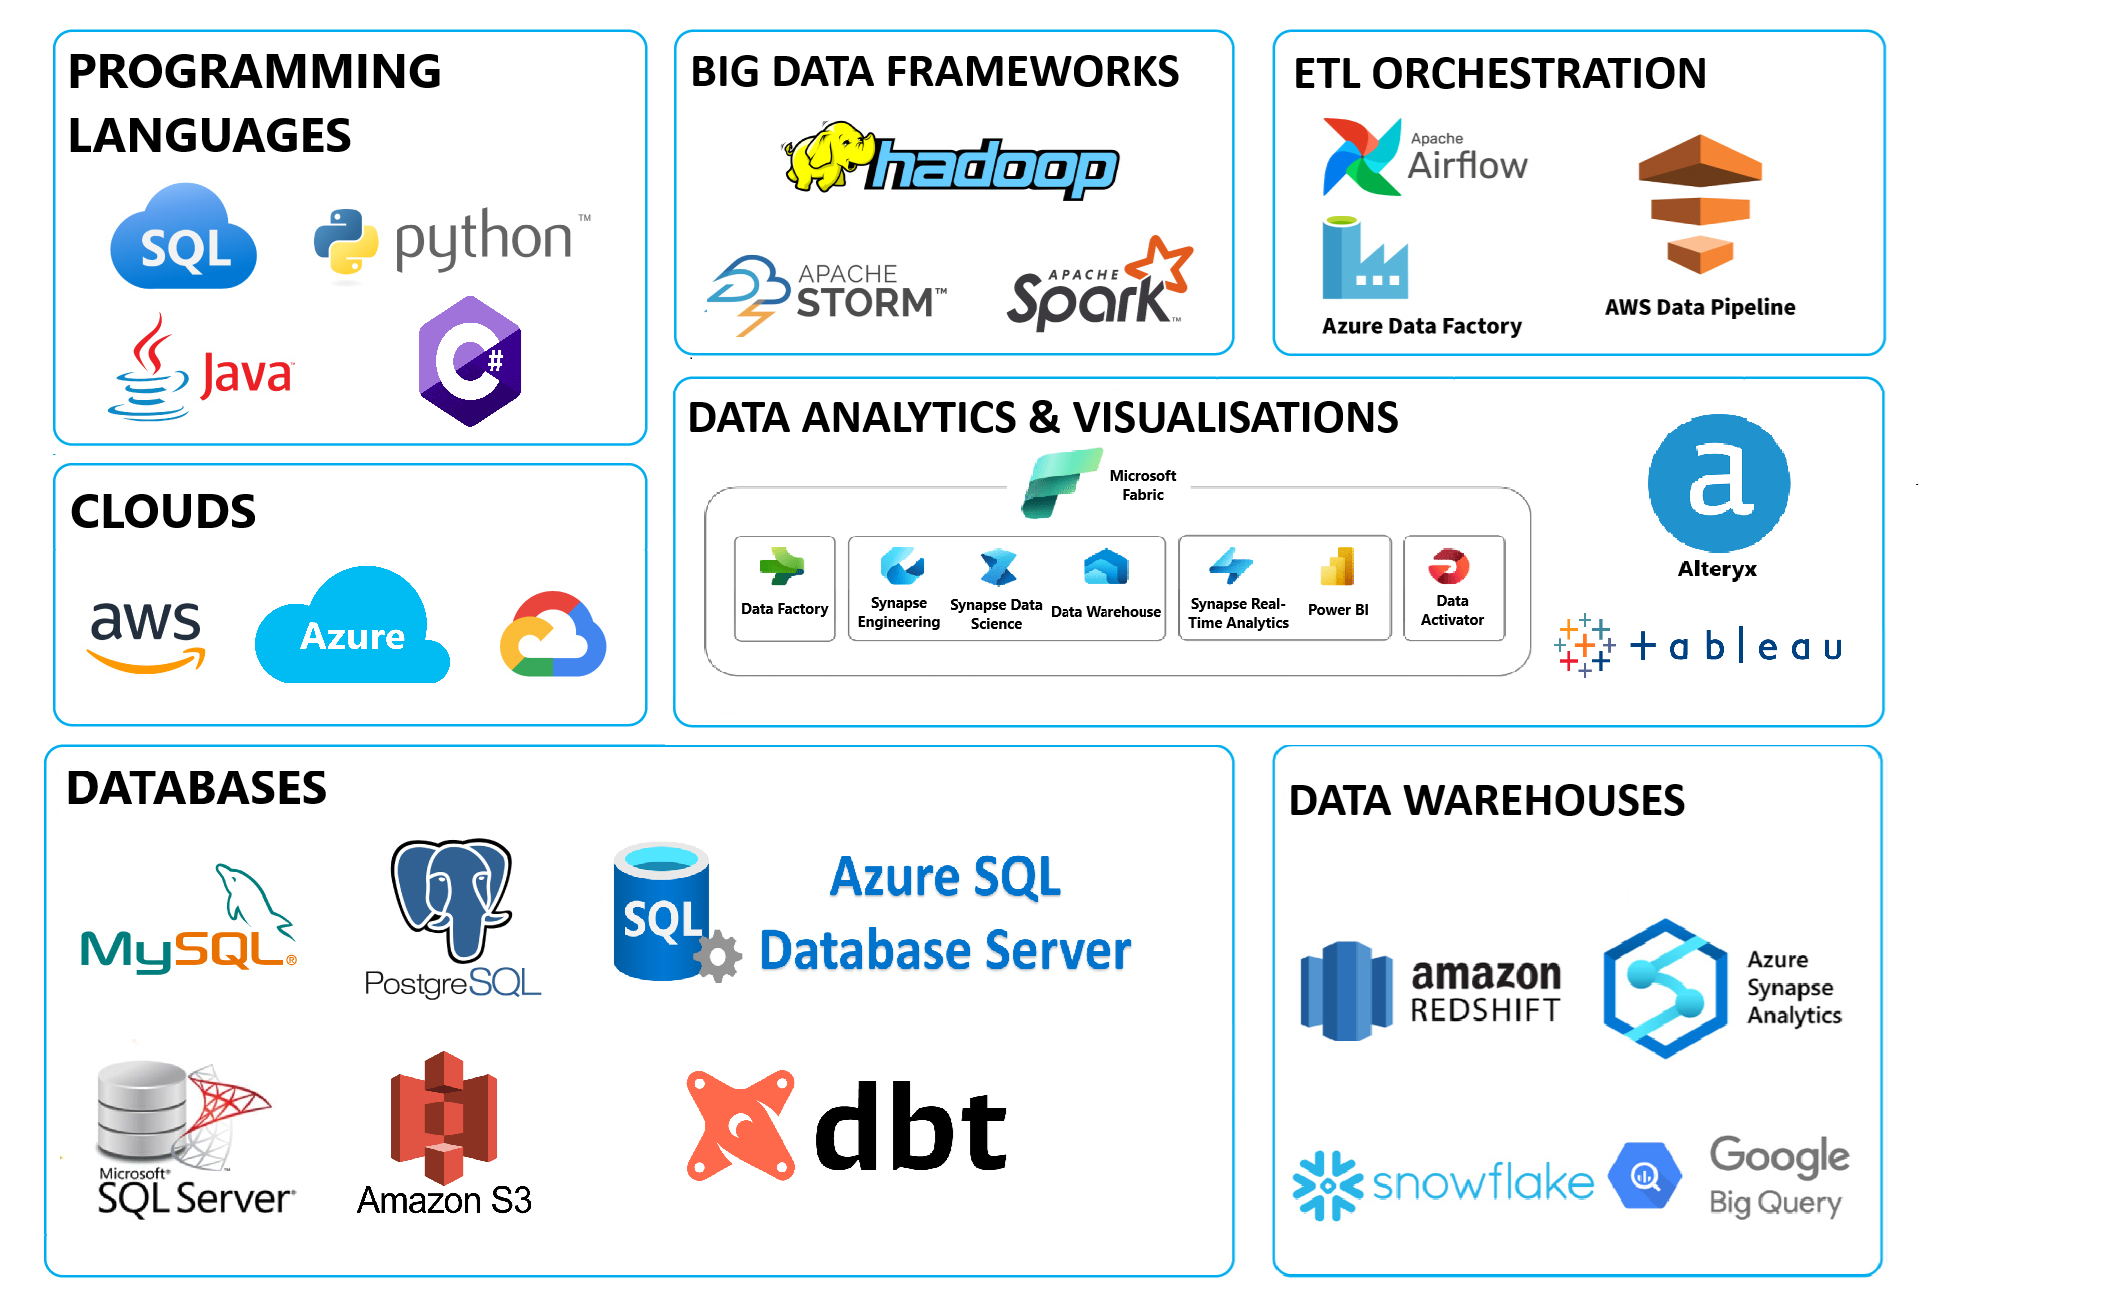 PROGRAMMING
LANGUAGES
SQL
python™
Java™
C#
BIG DATA FRAMEWORKS
hadoop
APACHE
STORM™
APACHE
Spark™
ETL ORCHESTRATION
Apache
Airflow
Azure Data Factory
AWS Data Pipeline
CLOUDS
aws
Azure
DATA ANALYTICS & VISUALISATIONS
Microsoft
Fabric
Data Factory
Synapse
Engineering
Synapse Data
Science
Data Warehouse
Synapse Real-
Time Analytics
Power BI
Data
Activator
a
Alteryx
+ableau
DATABASES
MySQL®
PostgreSQL
SQL
Azure SQL
Database Server
Microsoft®
SQL Server®
Amazon S3
dbt
DATA WAREHOUSES
amazon
REDSHIFT
Azure
Synapse
Analytics
snowflake
Google
Big Query